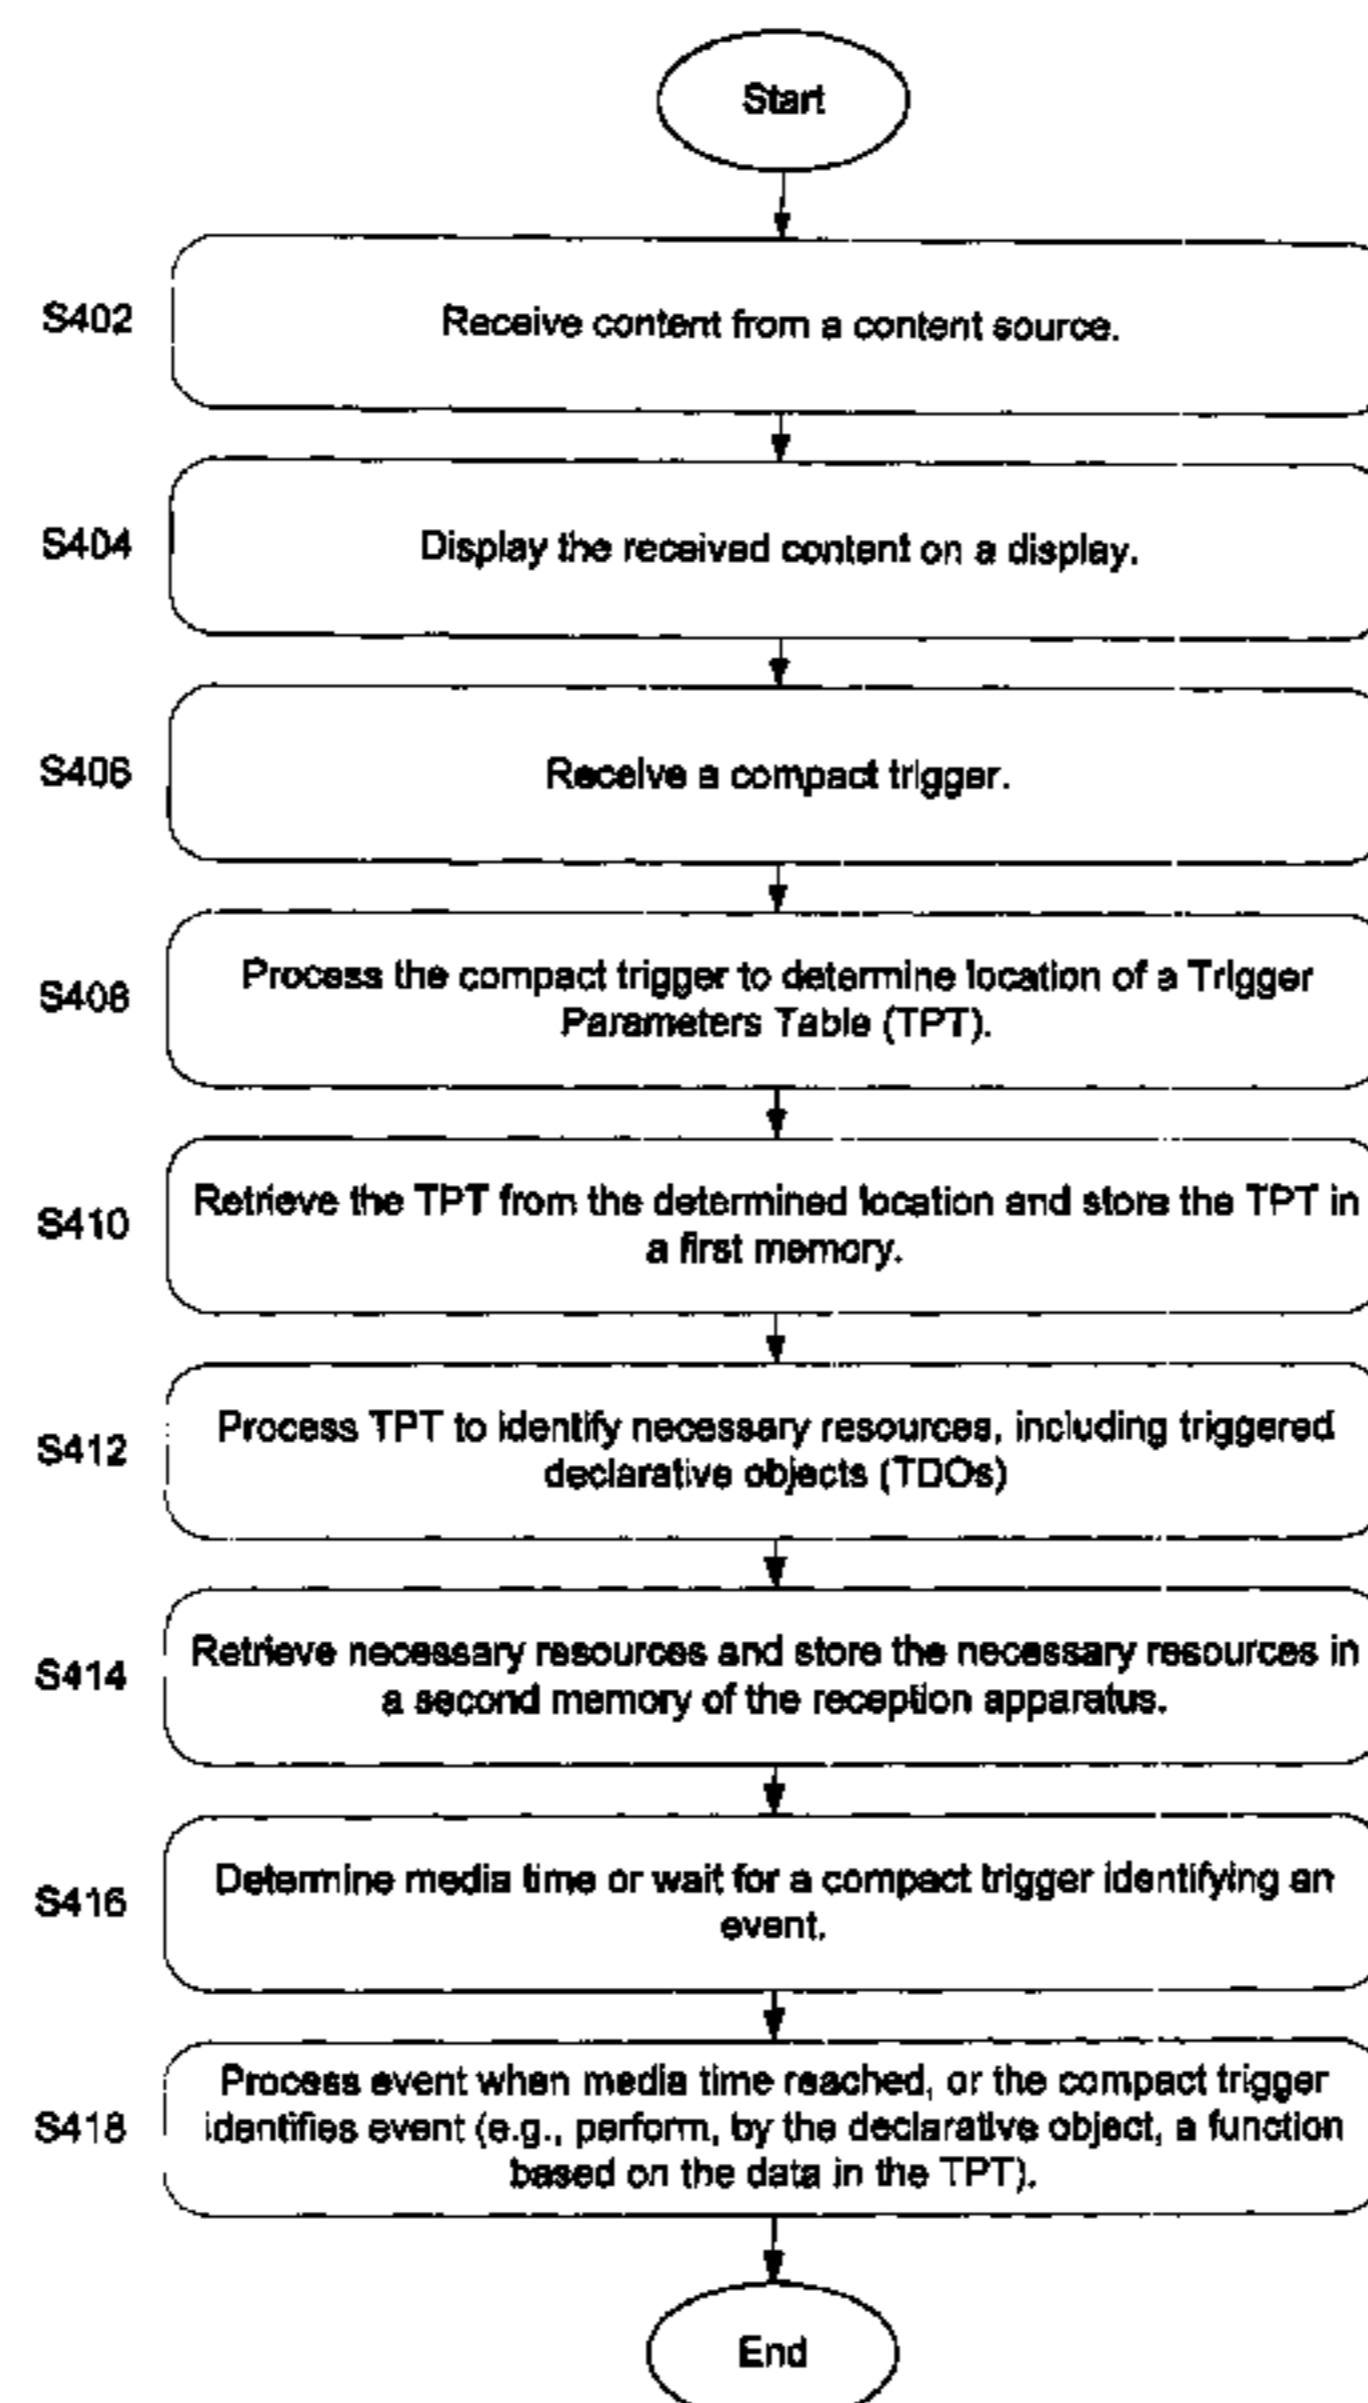 Start
S402
Receive content from a content source.
S404
Display the received content on a display.
S406
Receive a compact trigger.
S408
Process the compact trigger to determine location of a Trigger
Parameters Table (TPT).
S410
Retrieve the TPT from the determined location and store the TPT in
a first memory.
S412
Process TPT to identify necessary resources, including triggered
declarative objects (TDOs)
S414
Retrieve necessary resources and store the necessary resources in
a second memory of the reception apparatus.
S416
Determine media time or wait for a compact trigger identifying an
event.
S418
Process event when media time reached, or the compact trigger
identifies event (e.g., perform, by the declarative object, a function
based on the data in the TPT).
End